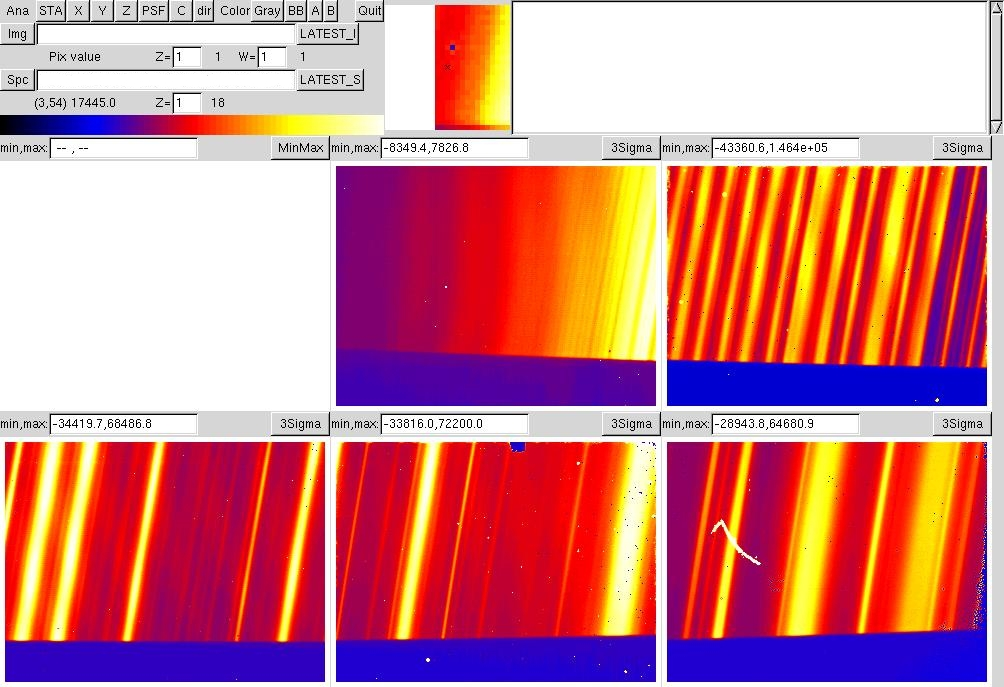 Ana STA X Y Z PSF C dir Color Gray BB A B Quit
Img LATEST_I
Pix value Z= 1 1 W= 1 1
Spc LATEST_S
(3,54) 17445.0 Z= 1 18
min,max: -- , -- MinMax min,max: -8349.4,7826.8 3Sigma min,max: -43360.6,1.464e+05 3Sigma
min,max: -34419.7,68486.8 3Sigma min,max: -33816.0,72200.0 3Sigma min,max: -28943.8,64680.9 3Sigma